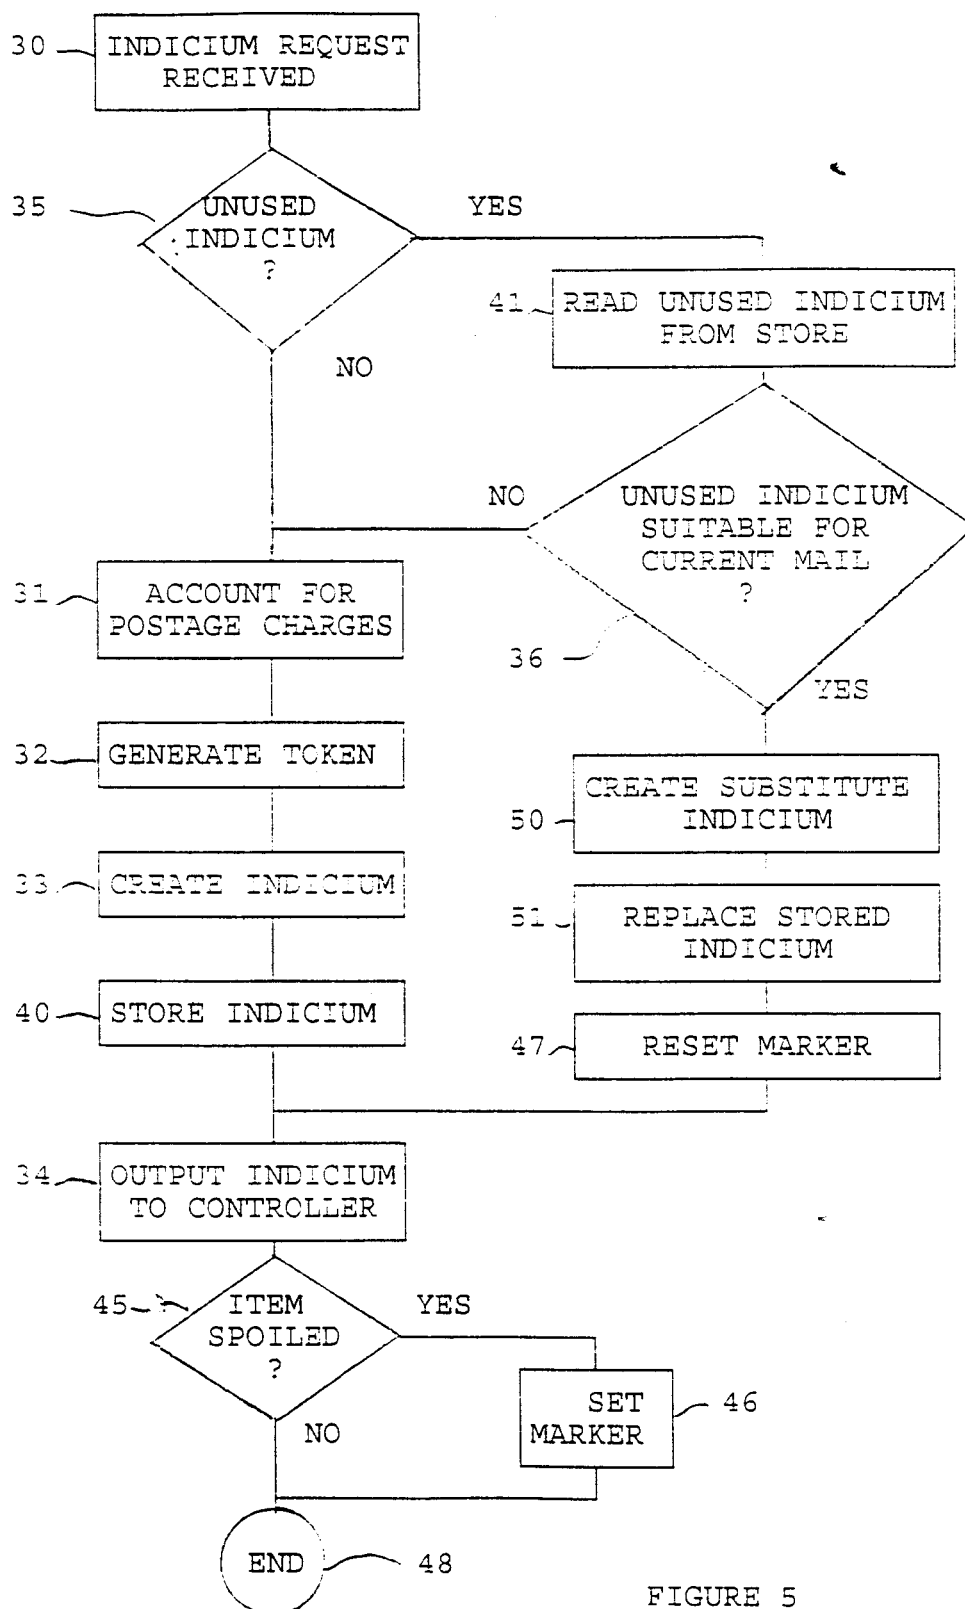 30
INDICIUM REQUEST
RECEIVED
35
UNUSED
INDICIUM
?
YES
NO
41
READ UNUSED INDICIUM
FROM STORE
NO
UNUSED INDICIUM
SUITABLE FOR
CURRENT MAIL
?
36
YES
31
ACCOUNT FOR
POSTAGE CHARGES
32
GENERATE TOKEN
50
CREATE SUBSTITUTE
INDICIUM
33
CREATE INDICIUM
51
REPLACE STORED
INDICIUM
40
STORE INDICIUM
47
RESET MARKER
34
OUTPUT INDICIUM
TO CONTROLLER
45
ITEM
SPOILED
?
YES
NO
SET
MARKER
46
END
48
FIGURE 5